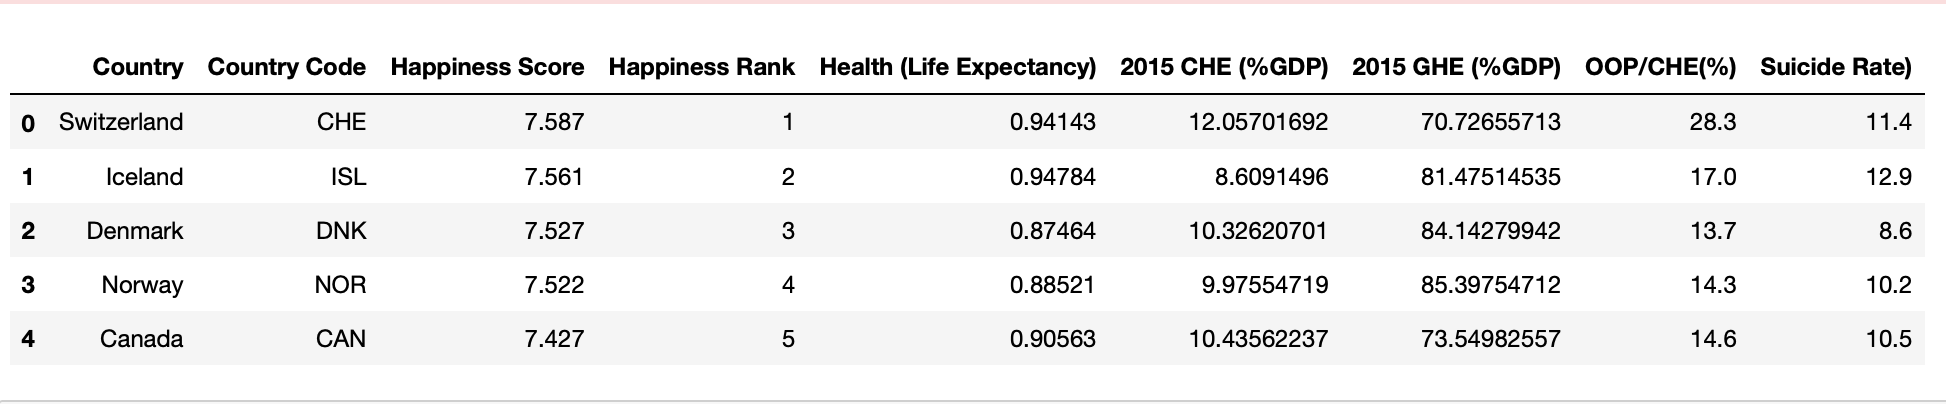 Country Country Code Happiness Score Happiness Rank Health (Life Expectancy) 2015 CHE (%GDP) 2015 GHE (%GDP) OOP/CHE(%) Suicide Rate)
0 Switzerland CHE 7.587 1 0.94143 12.05701692 70.72655713 28.3 11.4
1 Iceland ISL 7.561 2 0.94784 8.6091496 81.47514535 17.0 12.9
2 Denmark DNK 7.527 3 0.87464 10.32620701 84.14279942 13.7 8.6
3 Norway NOR 7.522 4 0.88521 9.97554719 85.39754712 14.3 10.2
4 Canada CAN 7.427 5 0.90563 10.43562237 73.54982557 14.6 10.5